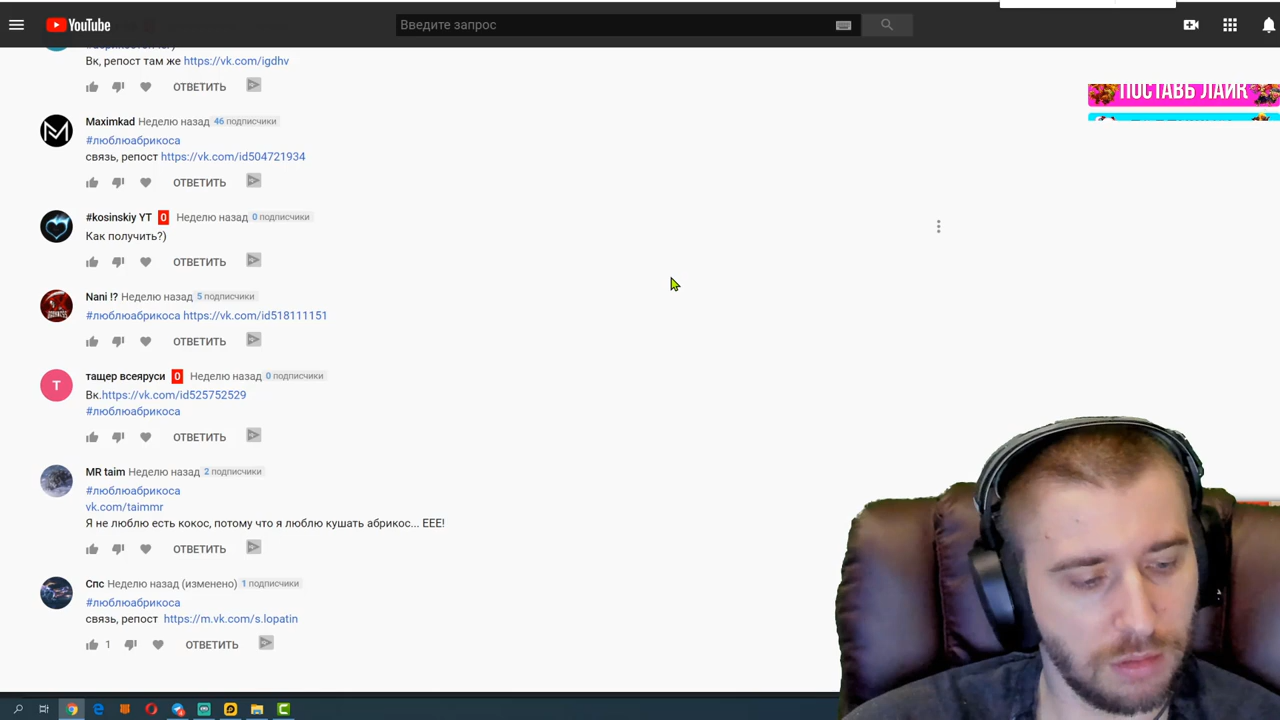 YouTube
Введите запрос
Вк, репост там же https://vk.com/igdhv
ОТВЕТИТЬ
ПОСТАВЬ ЛАЙК
Maximkad Неделю назад 46 подписчики
#люблюабрикоса
связь, репост https://vk.com/id504721934
ОТВЕТИТЬ
#kosinskiy YT 0 Неделю назад 0 подписчики
Как получить?)
ОТВЕТИТЬ
Nani !? Неделю назад 5 подписчики
#люблюабрикоса https://vk.com/id518111151
ОТВЕТИТЬ
Т
тащер всеяруси 0 Неделю назад 0 подписчики
Вк.https://vk.com/id525752529
#люблюабрикоса
ОТВЕТИТЬ
MR taim Неделю назад 2 подписчики
#люблюабрикоса
vk.com/taimmr
Я не люблю есть кокос, потому что я люблю кушать абрикос... ЕЕЕ!
ОТВЕТИТЬ
Спс Неделю назад (изменено) 1 подписчики
#люблюабрикоса
связь, репост https://m.vk.com/s.lopatin
1 ОТВЕТИТЬ